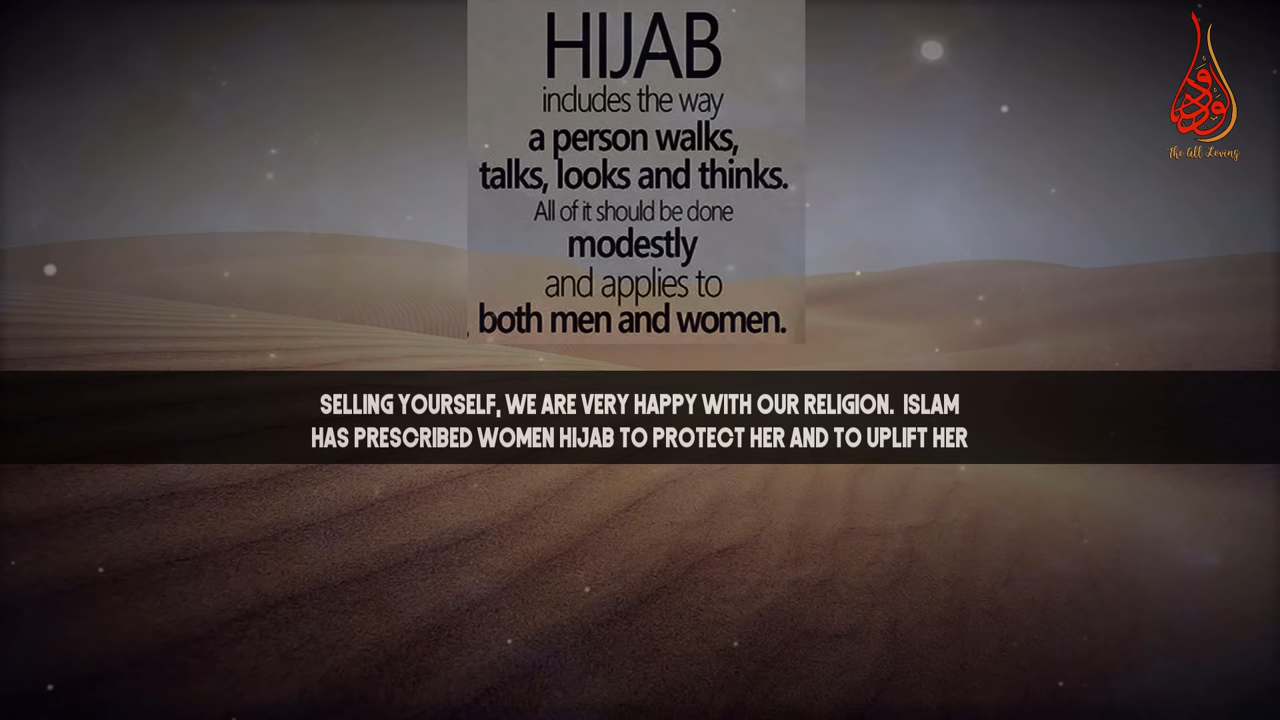 HIJAB
includes the way
a person walks,
talks, looks and thinks.
All of it should be done
modestly
and applies to
both men and women.
الودود
The All Loving
SELLING YOURSELF, WE ARE VERY HAPPY WITH OUR RELIGION. ISLAM
HAS PRESCRIBED WOMEN HIJAB TO PROTECT HER AND TO UPLIFT HER